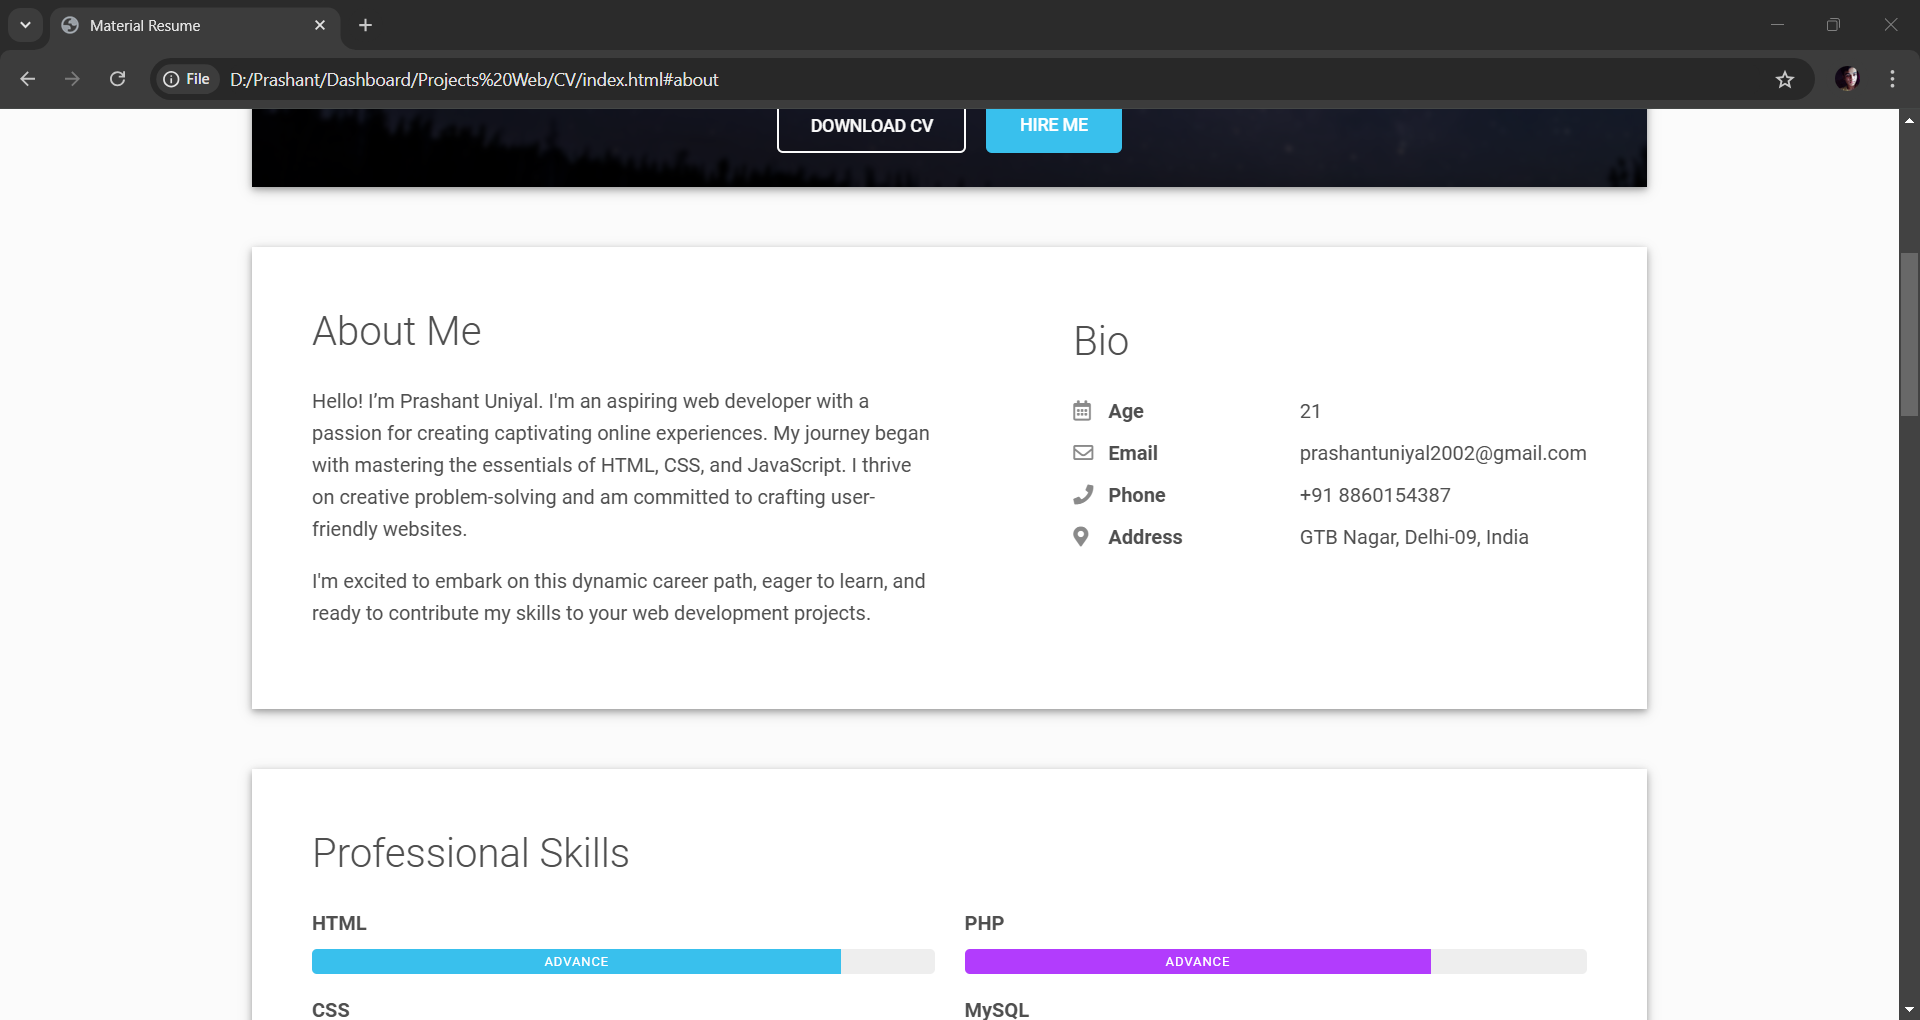 Material Resume
File
D:/Prashant/Dashboard/Projects%20Web/CV/index.html#about
DOWNLOAD CV
HIRE ME
About Me
Hello! I’m Prashant Uniyal. I'm an aspiring web developer with a
passion for creating captivating online experiences. My journey began
with mastering the essentials of HTML, CSS, and JavaScript. I thrive
on creative problem-solving and am committed to crafting user-
friendly websites.
I'm excited to embark on this dynamic career path, eager to learn, and
ready to contribute my skills to your web development projects.
Bio
Age 21
Email prashantuniyal2002@gmail.com
Phone +91 8860154387
Address GTB Nagar, Delhi-09, India
Professional Skills
HTML
ADVANCE
PHP
ADVANCE
CSS
MySQL